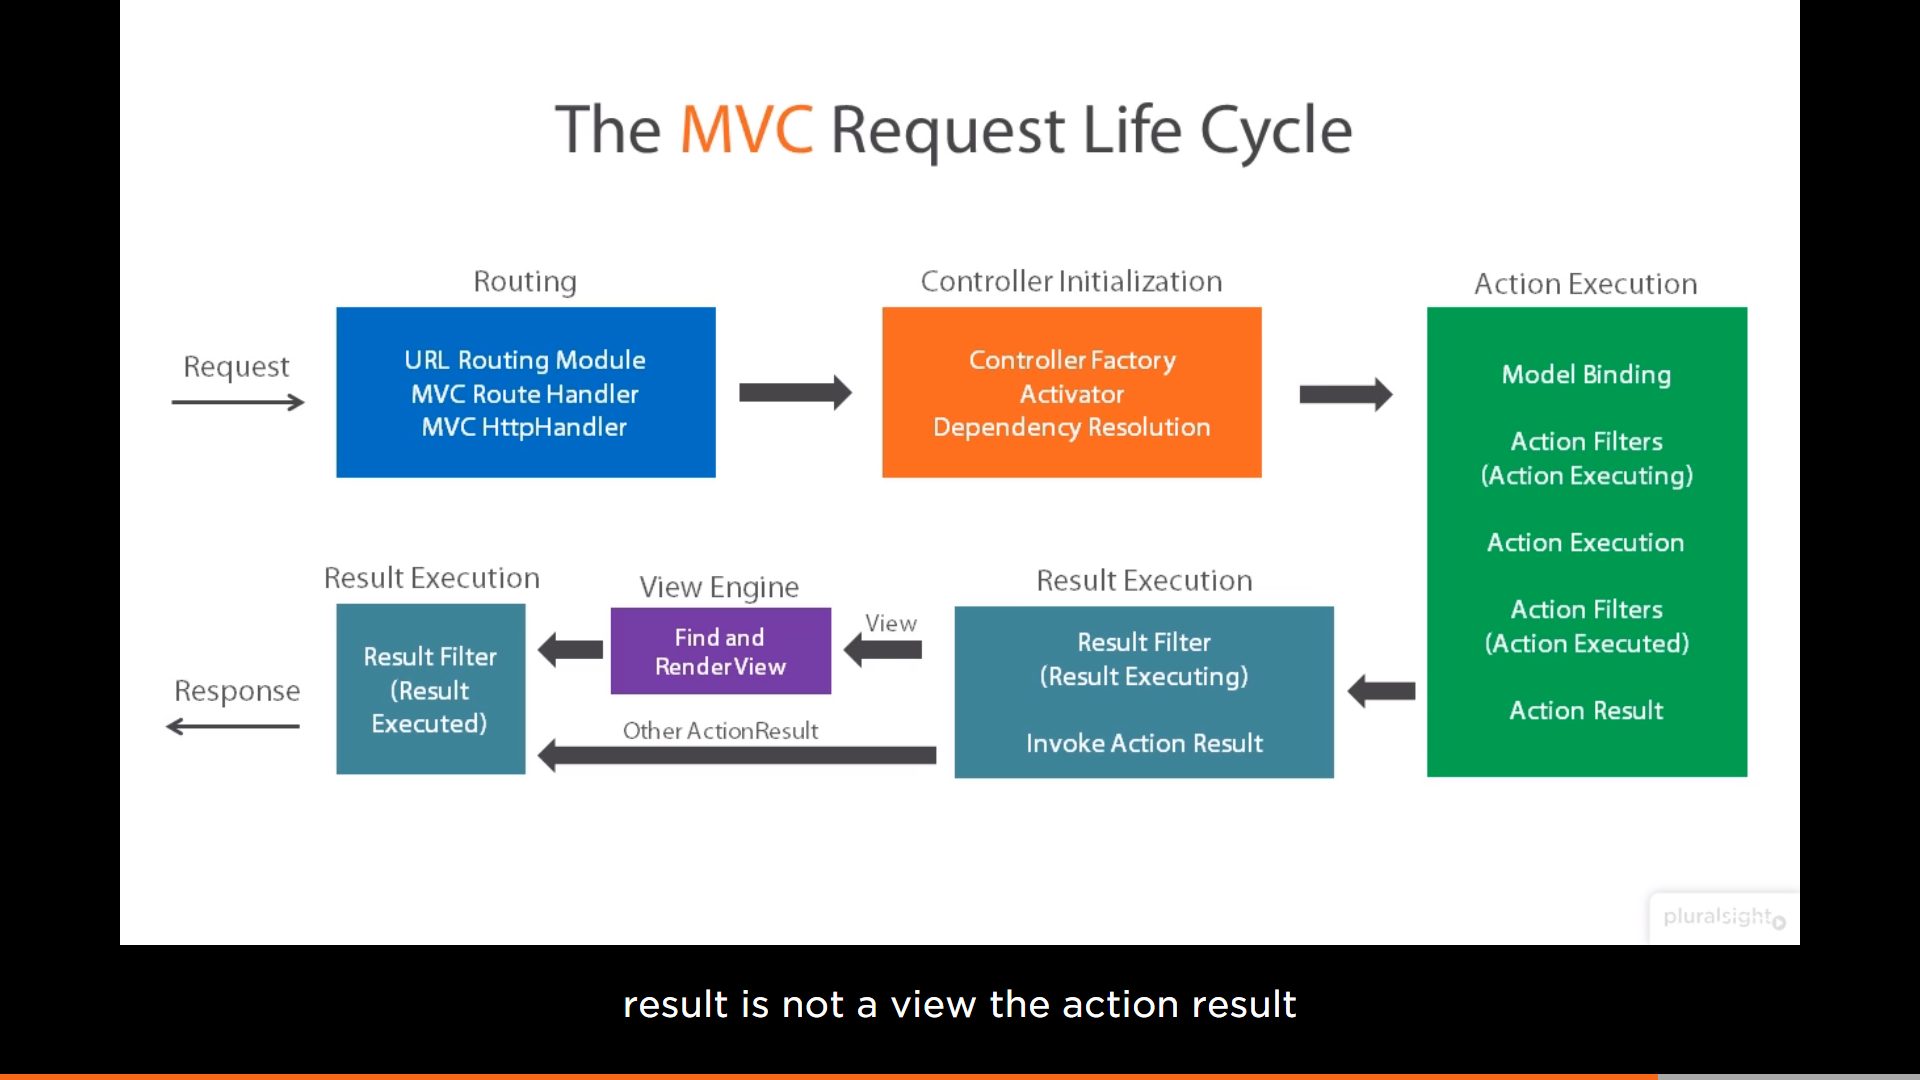 The MVC Request Life Cycle
Request
Routing
URL Routing Module
MVC Route Handler
MVC HttpHandler
Controller Initialization
Controller Factory
Activator
Dependency Resolution
Action Execution
Model Binding
Action Filters
(Action Executing)
Action Execution
Action Filters
(Action Executed)
Action Result
Result Execution
Result Filter
(Result Executing)
Invoke Action Result
View
View Engine
Find and
Render View
Other ActionResult
Result Execution
Result Filter
(Result
Executed)
Response
pluralsight
result is not a view the action result